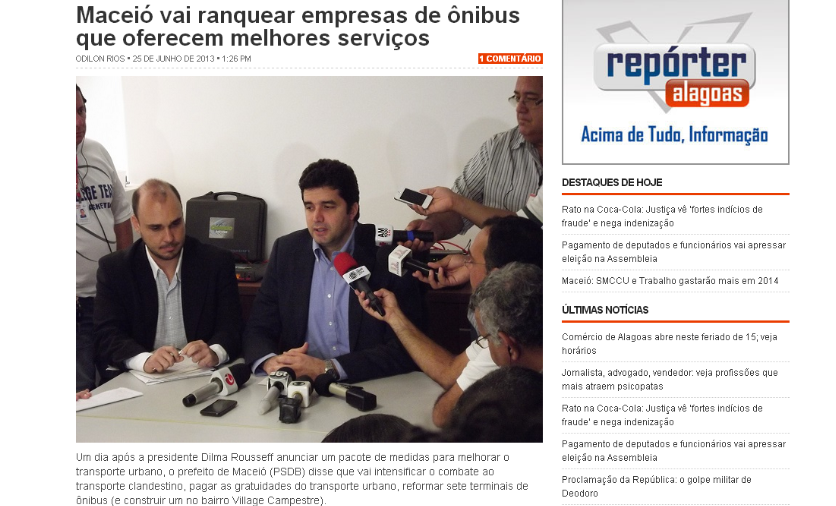 Maceió vai ranquear empresas de ônibus
que oferecem melhores serviços
ODILON RIOS • 25 DE JUNHO DE 2013 • 1:26 PM
1 COMENTÁRIO
Um dia após a presidente Dilma Rousseff anunciar um pacote de medidas para melhorar o
transporte urbano, o prefeito de Maceió (PSDB) disse que vai intensificar o combate ao
transporte clandestino, pagar as gratuidades do transporte urbano, reformar sete terminais de
ônibus (e construir um no bairro Village Campestre).
repórter
alagoas
Acima de Tudo, Informação
DESTAQUES DE HOJE
Rato na Coca-Cola: Justiça vê 'fortes indícios de
fraude' e nega indenização
Pagamento de deputados e funcionários vai apressar
eleição na Assembleia
Maceió: SMCCU e Trabalho gastarão mais em 2014
ÚLTIMAS NOTÍCIAS
Comércio de Alagoas abre neste feriado de 15; veja
horários
Jornalista, advogado, vendedor: veja profissões que
mais atraem psicopatas
Rato na Coca-Cola: Justiça vê 'fortes indícios de
fraude' e nega indenização
Pagamento de deputados e funcionários vai apressar
eleição na Assembleia
Proclamação da República: o golpe militar de
Deodoro